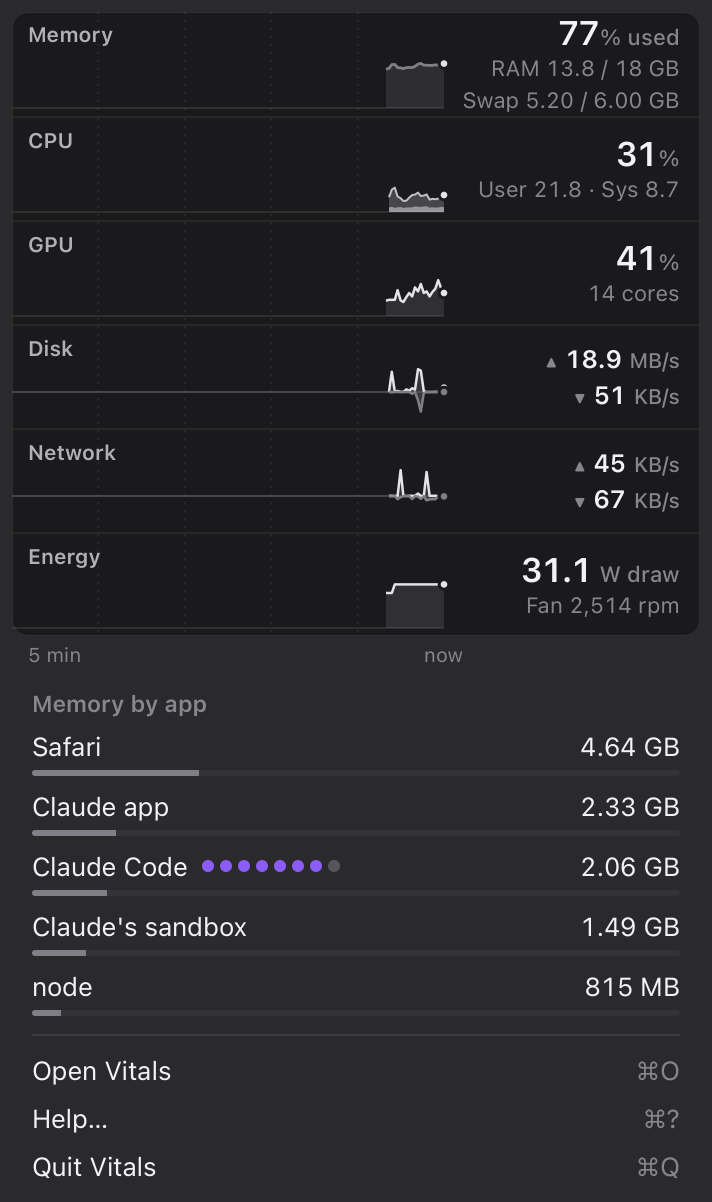 Memory
77% used
RAM 13.8 / 18 GB
Swap 5.20 / 6.00 GB
CPU
31%
User 21.8 · Sys 8.7
GPU
41%
14 cores
Disk
▲ 18.9 MB/s
▼ 51 KB/s
Network
▲ 45 KB/s
▼ 67 KB/s
Energy
31.1 W draw
Fan 2,514 rpm
5 min now
Memory by app
Safari 4.64 GB
Claude app 2.33 GB
Claude Code 2.06 GB
Claude's sandbox 1.49 GB
node 815 MB
Open Vitals ⌘O
Help... ⌘?
Quit Vitals ⌘Q